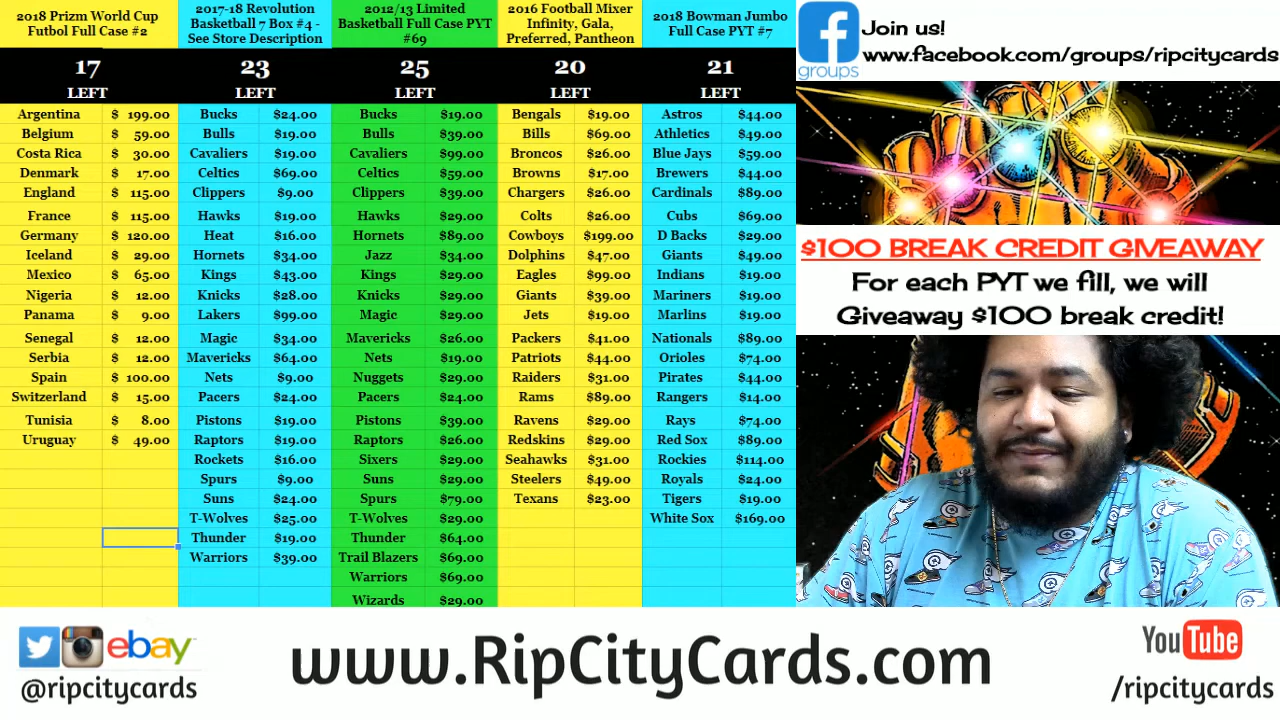 2018 Prizm World Cup
Futbol Full Case #2
17
LEFT
Argentina $ 199.00
Belgium $ 59.00
Costa Rica $ 30.00
Denmark $ 17.00
England $ 115.00
France $ 115.00
Germany $ 120.00
Iceland $ 29.00
Mexico $ 65.00
Nigeria $ 12.00
Panama $ 9.00
Senegal $ 12.00
Serbia $ 12.00
Spain $ 100.00
Switzerland $ 15.00
Tunisia $ 8.00
Uruguay $ 49.00
2017-18 Revolution
Basketball 7 Box #4 -
See Store Description
23
LEFT
Bucks $24.00
Bulls $19.00
Cavaliers $19.00
Celtics $69.00
Clippers $9.00
Hawks $19.00
Heat $16.00
Hornets $34.00
Kings $43.00
Knicks $28.00
Lakers $99.00
Magic $34.00
Mavericks $64.00
Nets $9.00
Pacers $24.00
Pistons $19.00
Raptors $19.00
Rockets $16.00
Spurs $9.00
Suns $24.00
T-Wolves $25.00
Thunder $19.00
Warriors $39.00
2012/13 Limited
Basketball Full Case PYT
#69
25
LEFT
Bucks $19.00
Bulls $39.00
Cavaliers $99.00
Celtics $59.00
Clippers $39.00
Hawks $29.00
Hornets $89.00
Jazz $34.00
Kings $29.00
Knicks $29.00
Magic $29.00
Mavericks $26.00
Nets $19.00
Nuggets $29.00
Pacers $24.00
Pistons $39.00
Raptors $26.00
Sixers $29.00
Suns $29.00
Spurs $79.00
T-Wolves $29.00
Thunder $64.00
Trail Blazers $69.00
Warriors $69.00
Wizards $29.00
2016 Football Mixer
Infinity, Gala,
Preferred, Pantheon
20
LEFT
Bengals $19.00
Bills $69.00
Broncos $26.00
Browns $17.00
Chargers $26.00
Colts $26.00
Cowboys $199.00
Dolphins $47.00
Eagles $99.00
Giants $39.00
Jets $19.00
Packers $41.00
Patriots $44.00
Raiders $31.00
Rams $89.00
Ravens $29.00
Redskins $29.00
Seahawks $31.00
Steelers $49.00
Texans $23.00
2018 Bowman Jumbo
Full Case PYT #7
21
LEFT
Astros $44.00
Athletics $49.00
Blue Jays $59.00
Brewers $44.00
Cardinals $89.00
Cubs $69.00
D Backs $29.00
Giants $49.00
Indians $19.00
Mariners $19.00
Marlins $19.00
Nationals $89.00
Orioles $74.00
Pirates $44.00
Rangers $14.00
Rays $74.00
Red Sox $89.00
Rockies $114.00
Royals $24.00
Tigers $19.00
White Sox $169.00
groups
Join us!
www.facebook.com/groups/ripcitycards
$100 BREAK CREDIT GIVEAWAY
For each PYT we fill, we will
Giveaway $100 break credit!
ebay
@ripcitycards
www.RipCityCards.com
YouTube
/ripcitycards